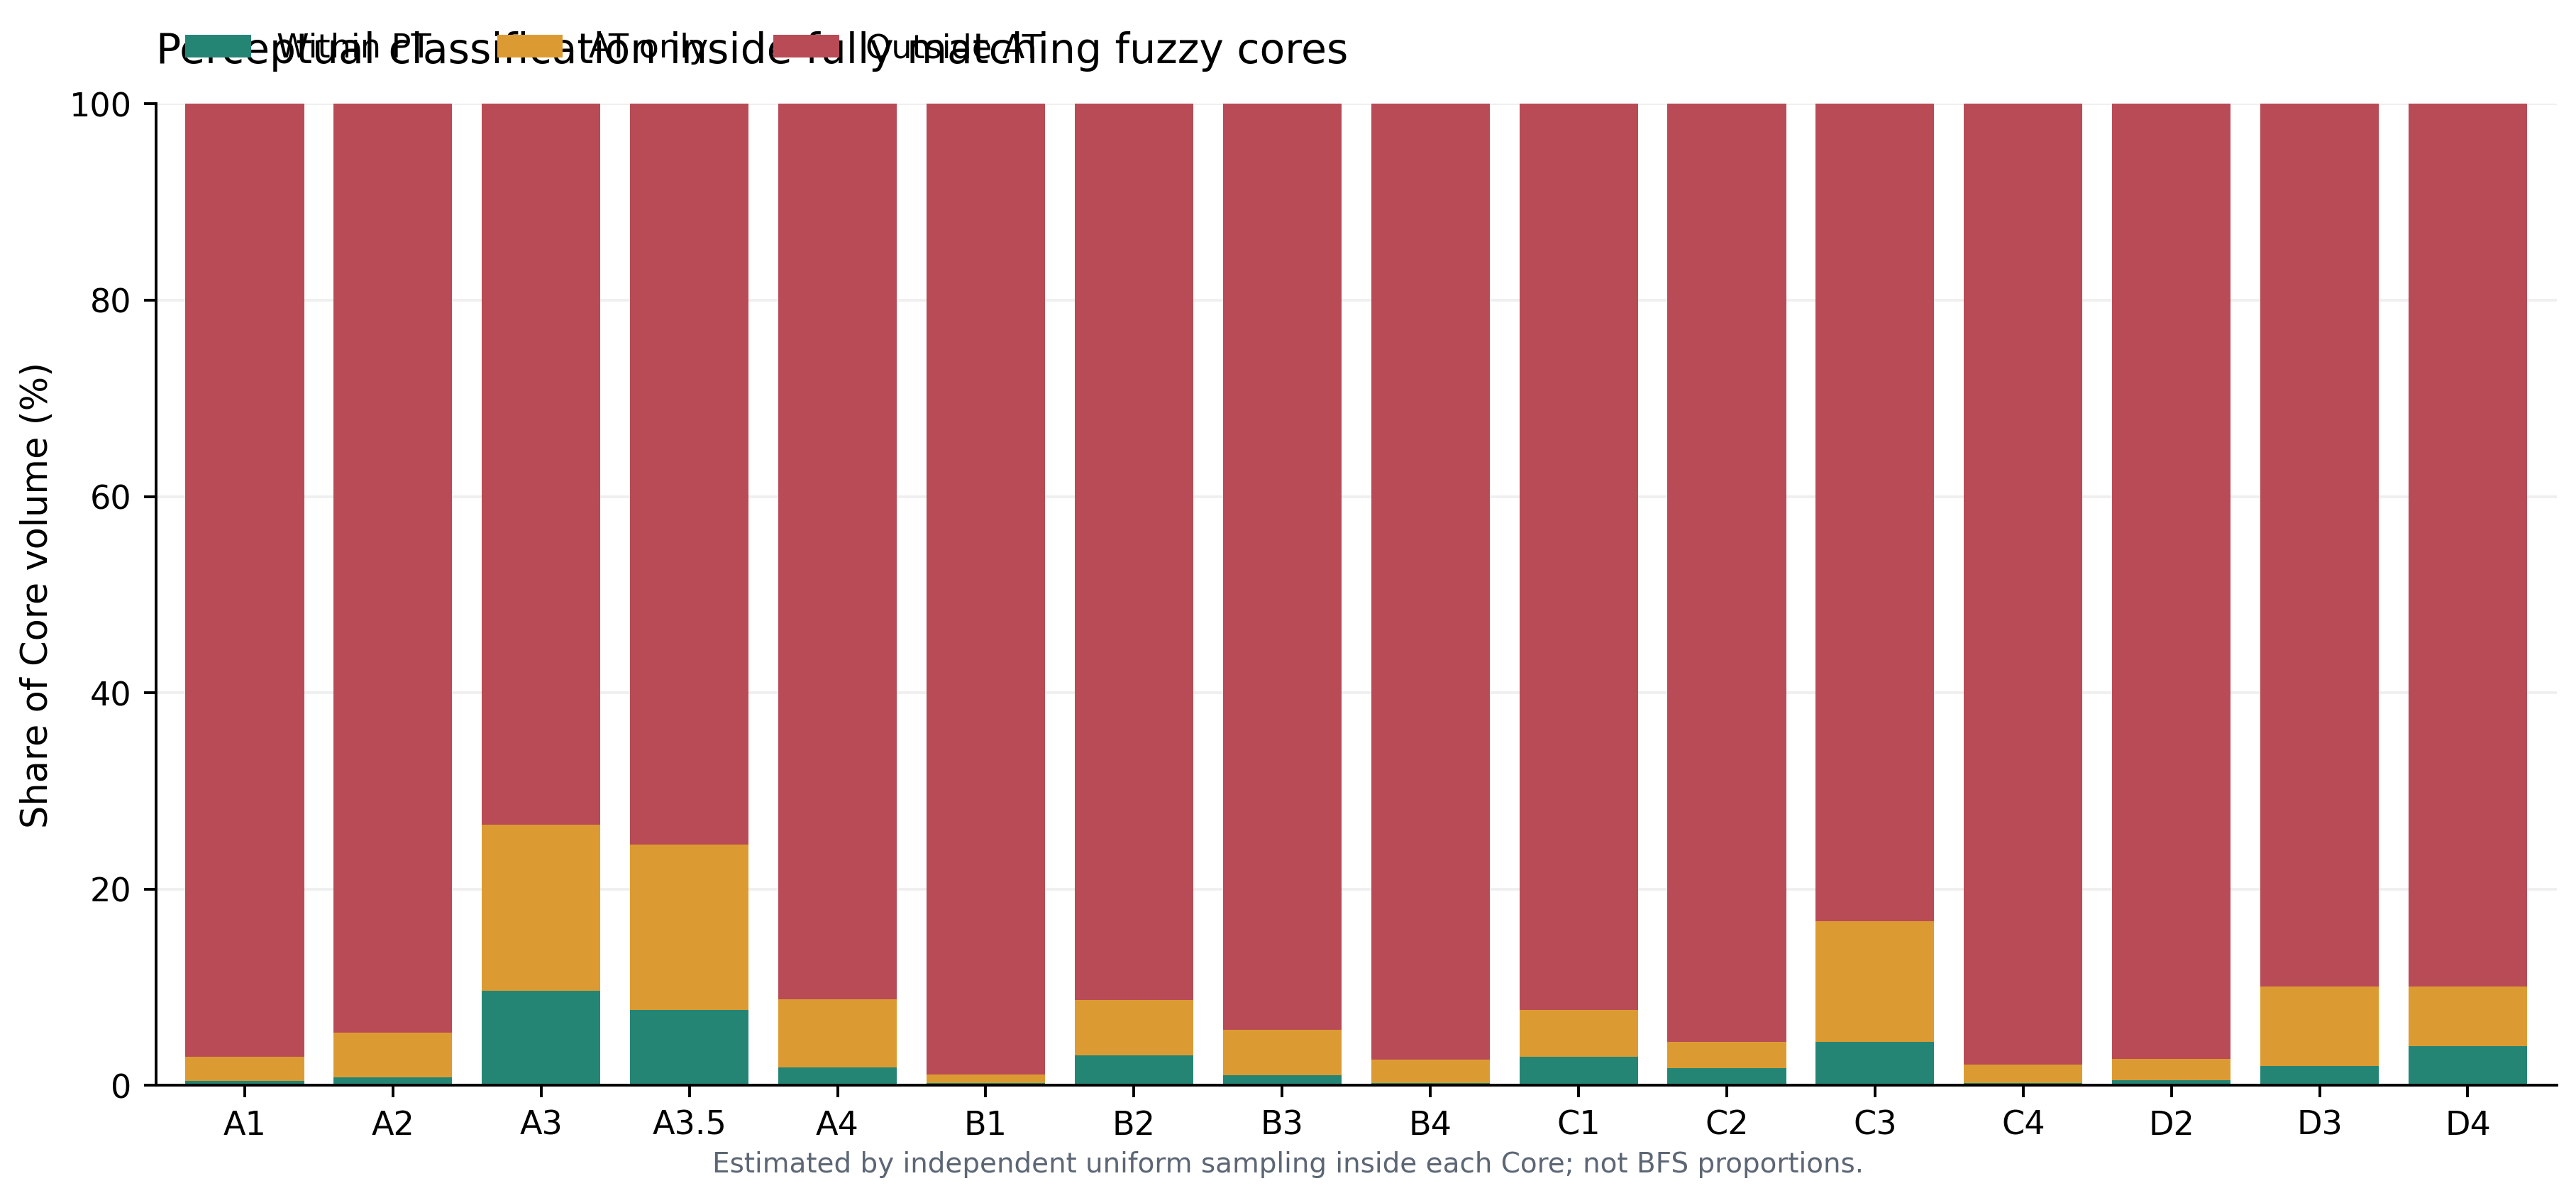 Perceptual classification inside fully matching fuzzy cores
Within PT AT only Outside AT
100
80
60
40
20
0
Share of Core volume (%)
A1 A2 A3 A3.5 A4 B1 B2 B3 B4 C1 C2 C3 C4 D2 D3 D4
Estimated by independent uniform sampling inside each Core; not BFS proportions.